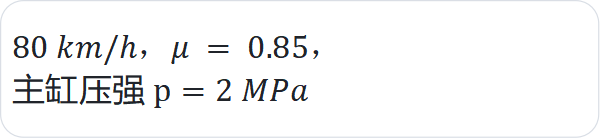 80 km/h，μ = 0.85，
主缸压强 p = 2 MPa